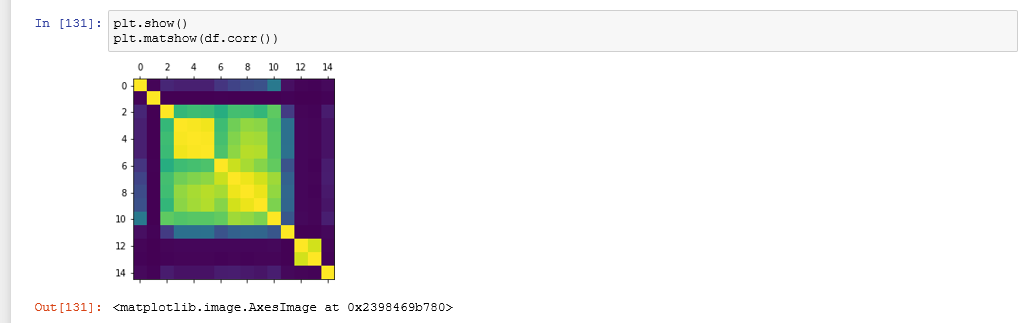 In [131]: plt.show()
plt.matshow(df.corr())
0 2 4 6 8 10 12 14
0
2
4
6
8
10
12
14
Out[131]: <matplotlib.image.AxesImage at 0x2398469b780>